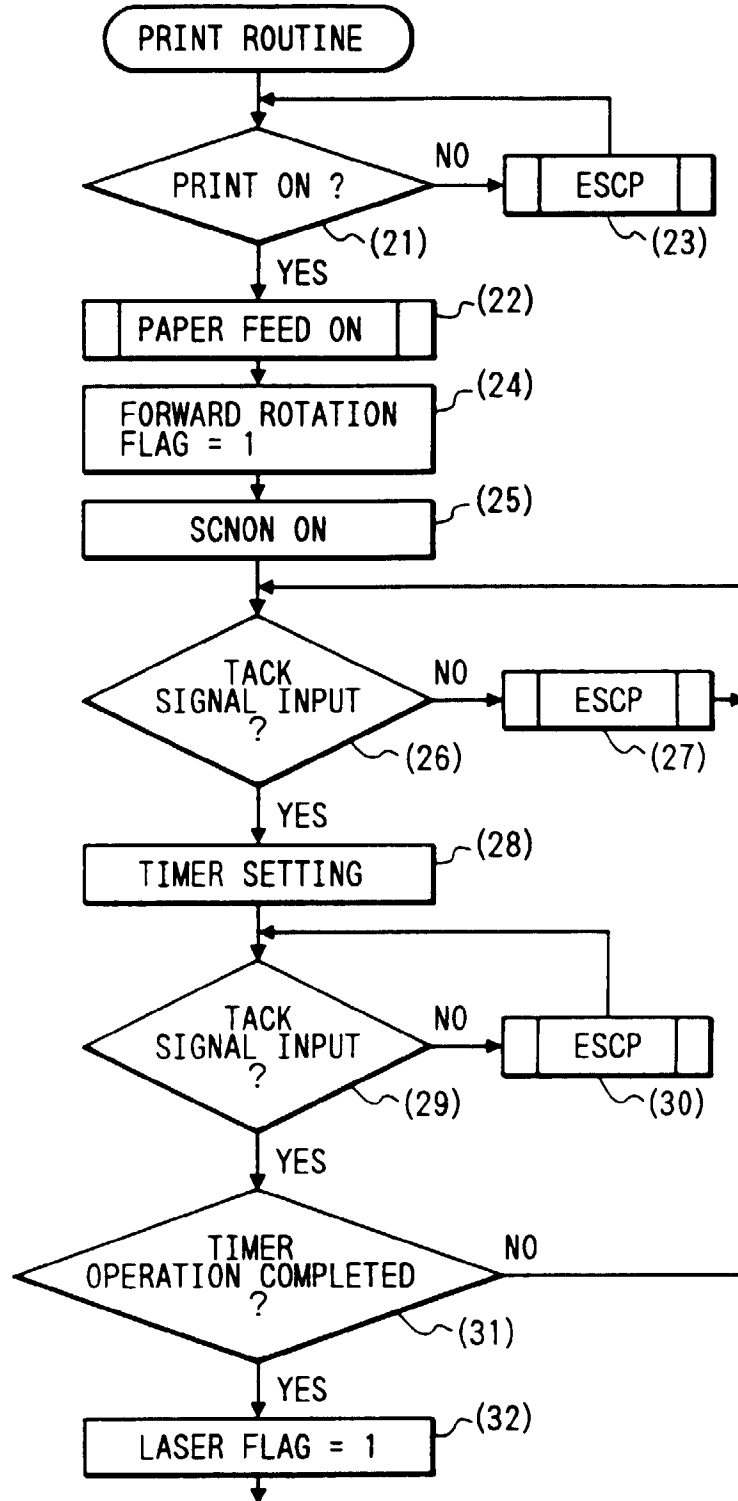 PRINT ROUTINE
PRINT ON ?
NO
ESCP
(21)
(23)
YES
PAPER FEED ON
(22)
FORWARD ROTATION
FLAG = 1
(24)
SCNON ON
(25)
TACK
SIGNAL INPUT
?
NO
ESCP
(26)
(27)
YES
TIMER SETTING
(28)
TACK
SIGNAL INPUT
?
NO
ESCP
(29)
(30)
YES
TIMER
OPERATION COMPLETED
?
NO
(31)
YES
LASER FLAG = 1
(32)